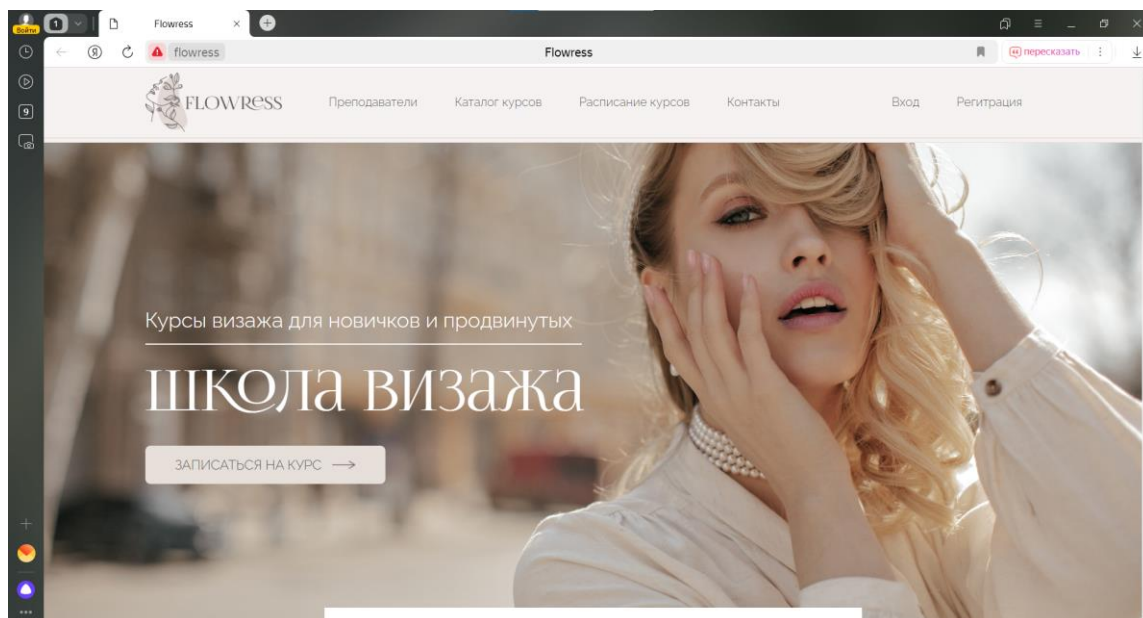 Войти
1
Flowress
flowress
Flowress
пересказать
9
FLOWRESS
Преподаватели
Каталог курсов
Расписание курсов
Контакты
Вход
Регитрация
Курсы визажа для новичков и продвинутых
ШКОЛА ВИЗАЖА
ЗАПИСАТЬСЯ НА КУРС